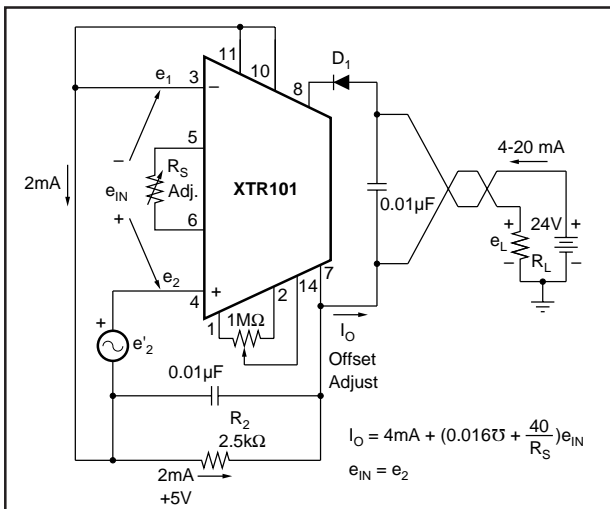 11
10
3
e1
−
8
D1
5
4-20 mA
2mA
−
RS
Adj.
eIN
XTR101
0.01µF
+
24V
+
eL
RL
−
−
6
+
e2
4
+
7
14
2
1
1MΩ
IO
Offset
Adjust
+
e'2
0.01µF
R2
2.5kΩ
2mA
+5V
IO = 4mA + (0.016℧ + 40/RS)eIN
eIN = e2